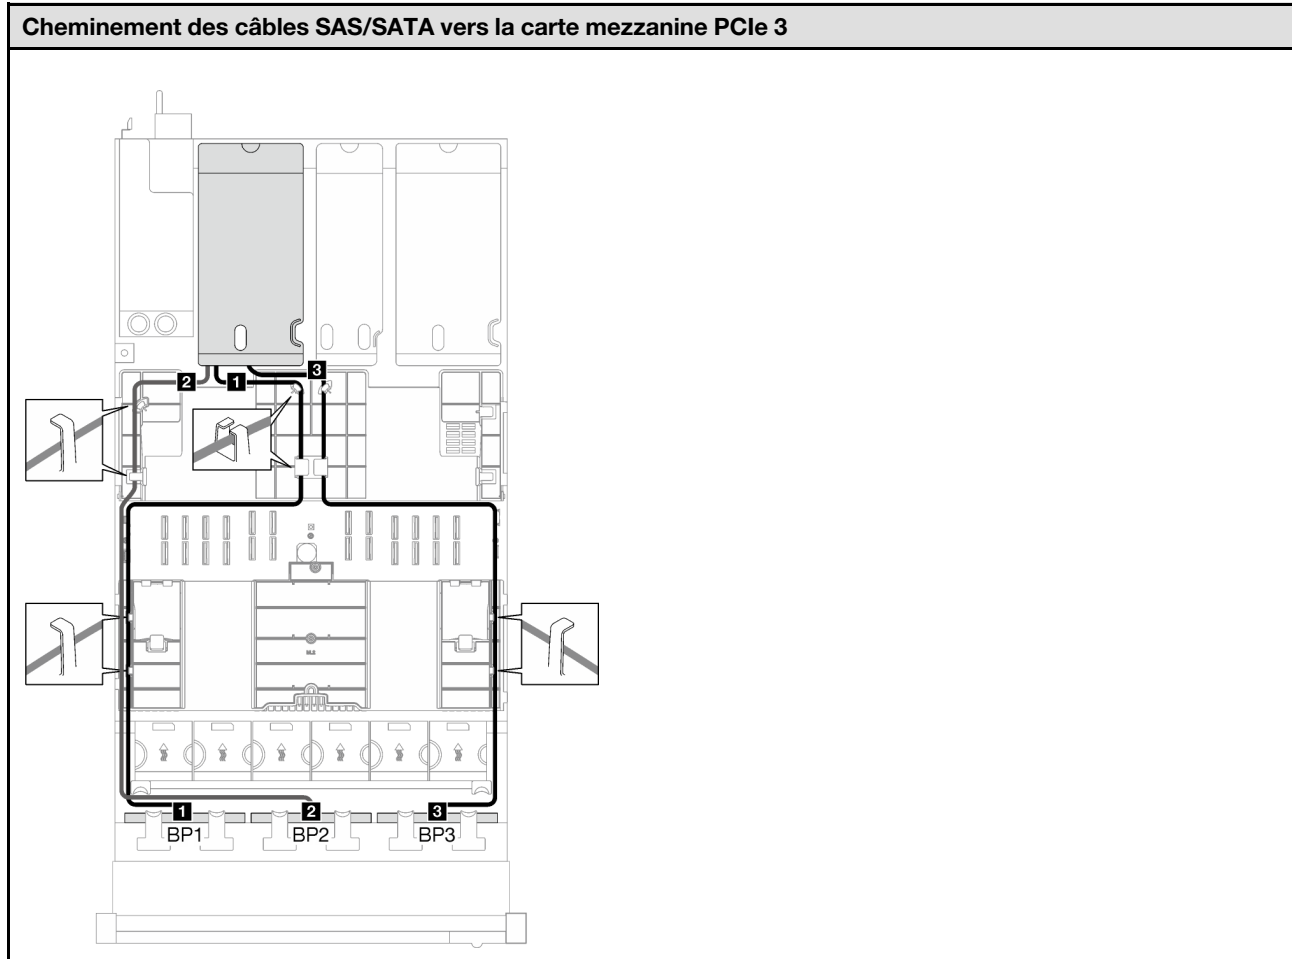 Cheminement des câbles SAS/SATA vers la carte mezzanine PCIe 3
3
2 1
1 2 3
BP1 BP2 BP3